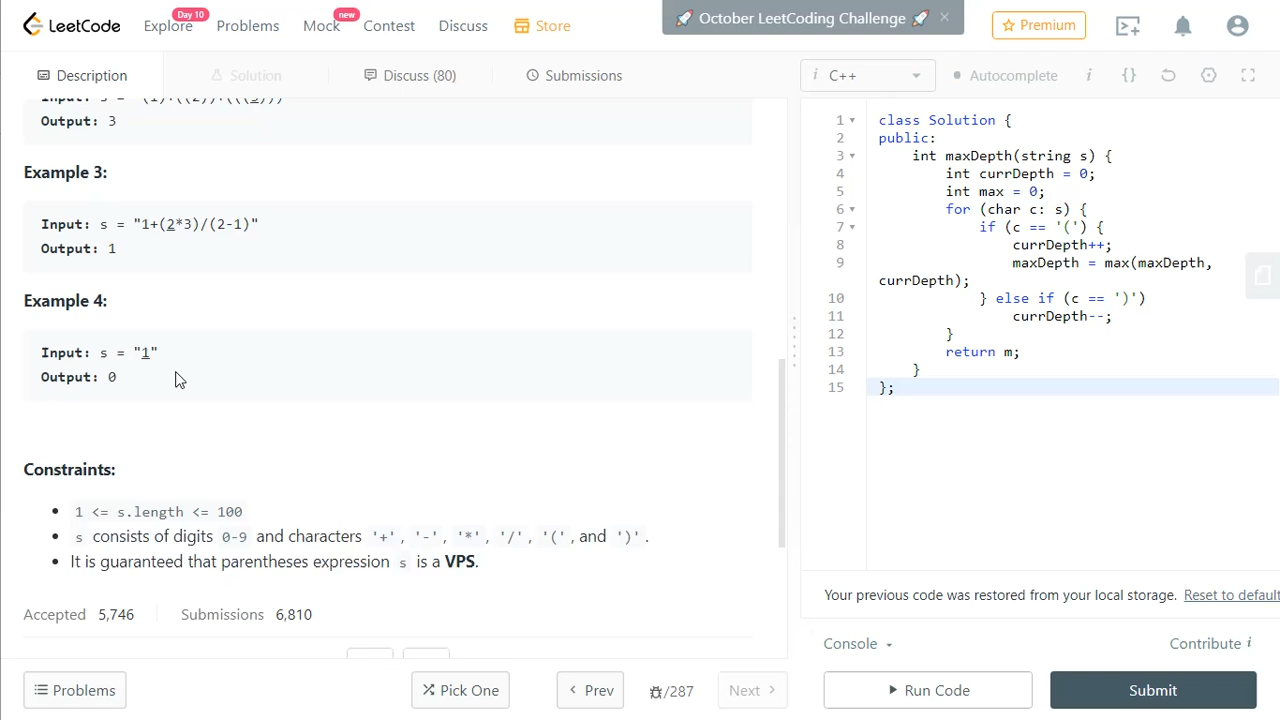 LeetCode
Explore
Day 10
Problems
Mock
new
Contest
Discuss
Store
🚀 October LeetCoding Challenge 🚀 ×
Premium
Description
Solution
Discuss (80)
Submissions
i C++
Autocomplete
i {}
Output: 3
Example 3:
Input: s = "1+(2*3)/(2-1)"
Output: 1
Example 4:
Input: s = "1"
Output: 0
Constraints:
• 1 <= s.length <= 100
• s consists of digits 0-9 and characters '+', '-', '*', '/', '(', and ')'.
• It is guaranteed that parentheses expression s is a VPS.
Accepted 5,746
Submissions 6,810
1 class Solution {
2 public:
3 int maxDepth(string s) {
4 int currDepth = 0;
5 int max = 0;
6 for (char c: s) {
7 if (c == '(') {
8 currDepth++;
9 maxDepth = max(maxDepth,
currDepth);
10 } else if (c == ')')
11 currDepth--;
12 }
13 return m;
14 }
15 };
Your previous code was restored from your local storage. Reset to default
Console
Contribute i
Problems
Pick One
Prev
/287
Next
Run Code
Submit